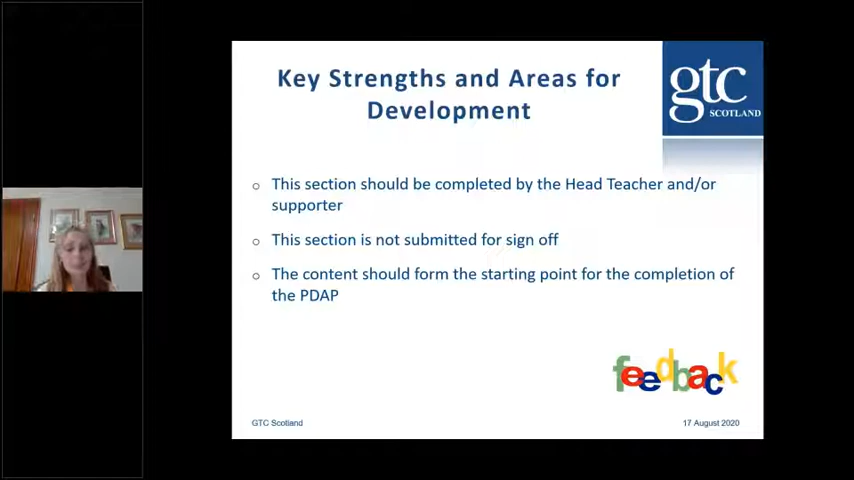 Key Strengths and Areas for
Development
gtc
SCOTLAND
This section should be completed by the Head Teacher and/or
supporter
This section is not submitted for sign off
The content should form the starting point for the completion of
the PDAP
feedback
GTC Scotland
17 August 2020